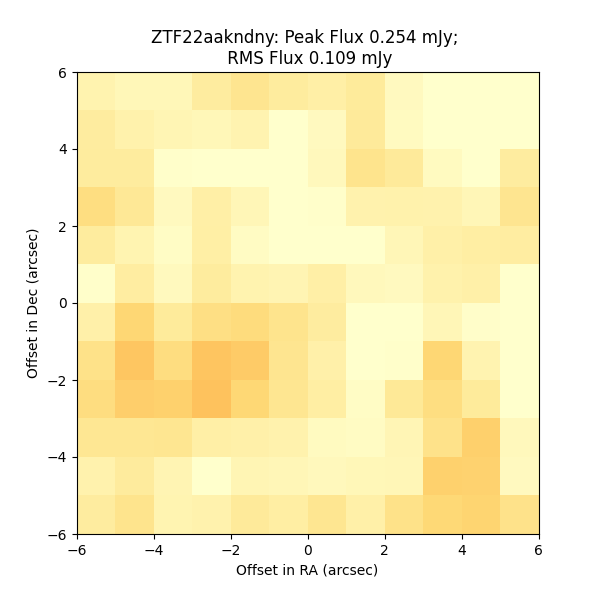 ZTF22aakndny: Peak Flux 0.254 mJy;
RMS Flux 0.109 mJy
6
4
2
0
−2
−4
−6
Offset in Dec (arcsec)
−6 −4 −2 0 2 4 6
Offset in RA (arcsec)